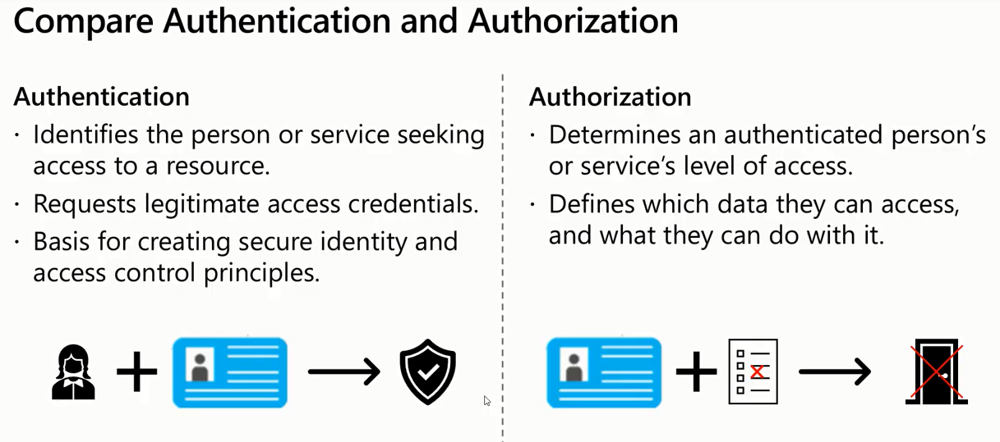 Compare Authentication and Authorization
Authentication
· Identifies the person or service seeking
access to a resource.
· Requests legitimate access credentials.
· Basis for creating secure identity and
access control principles.
Authorization
· Determines an authenticated person’s
or service’s level of access.
· Defines which data they can access,
and what they can do with it.